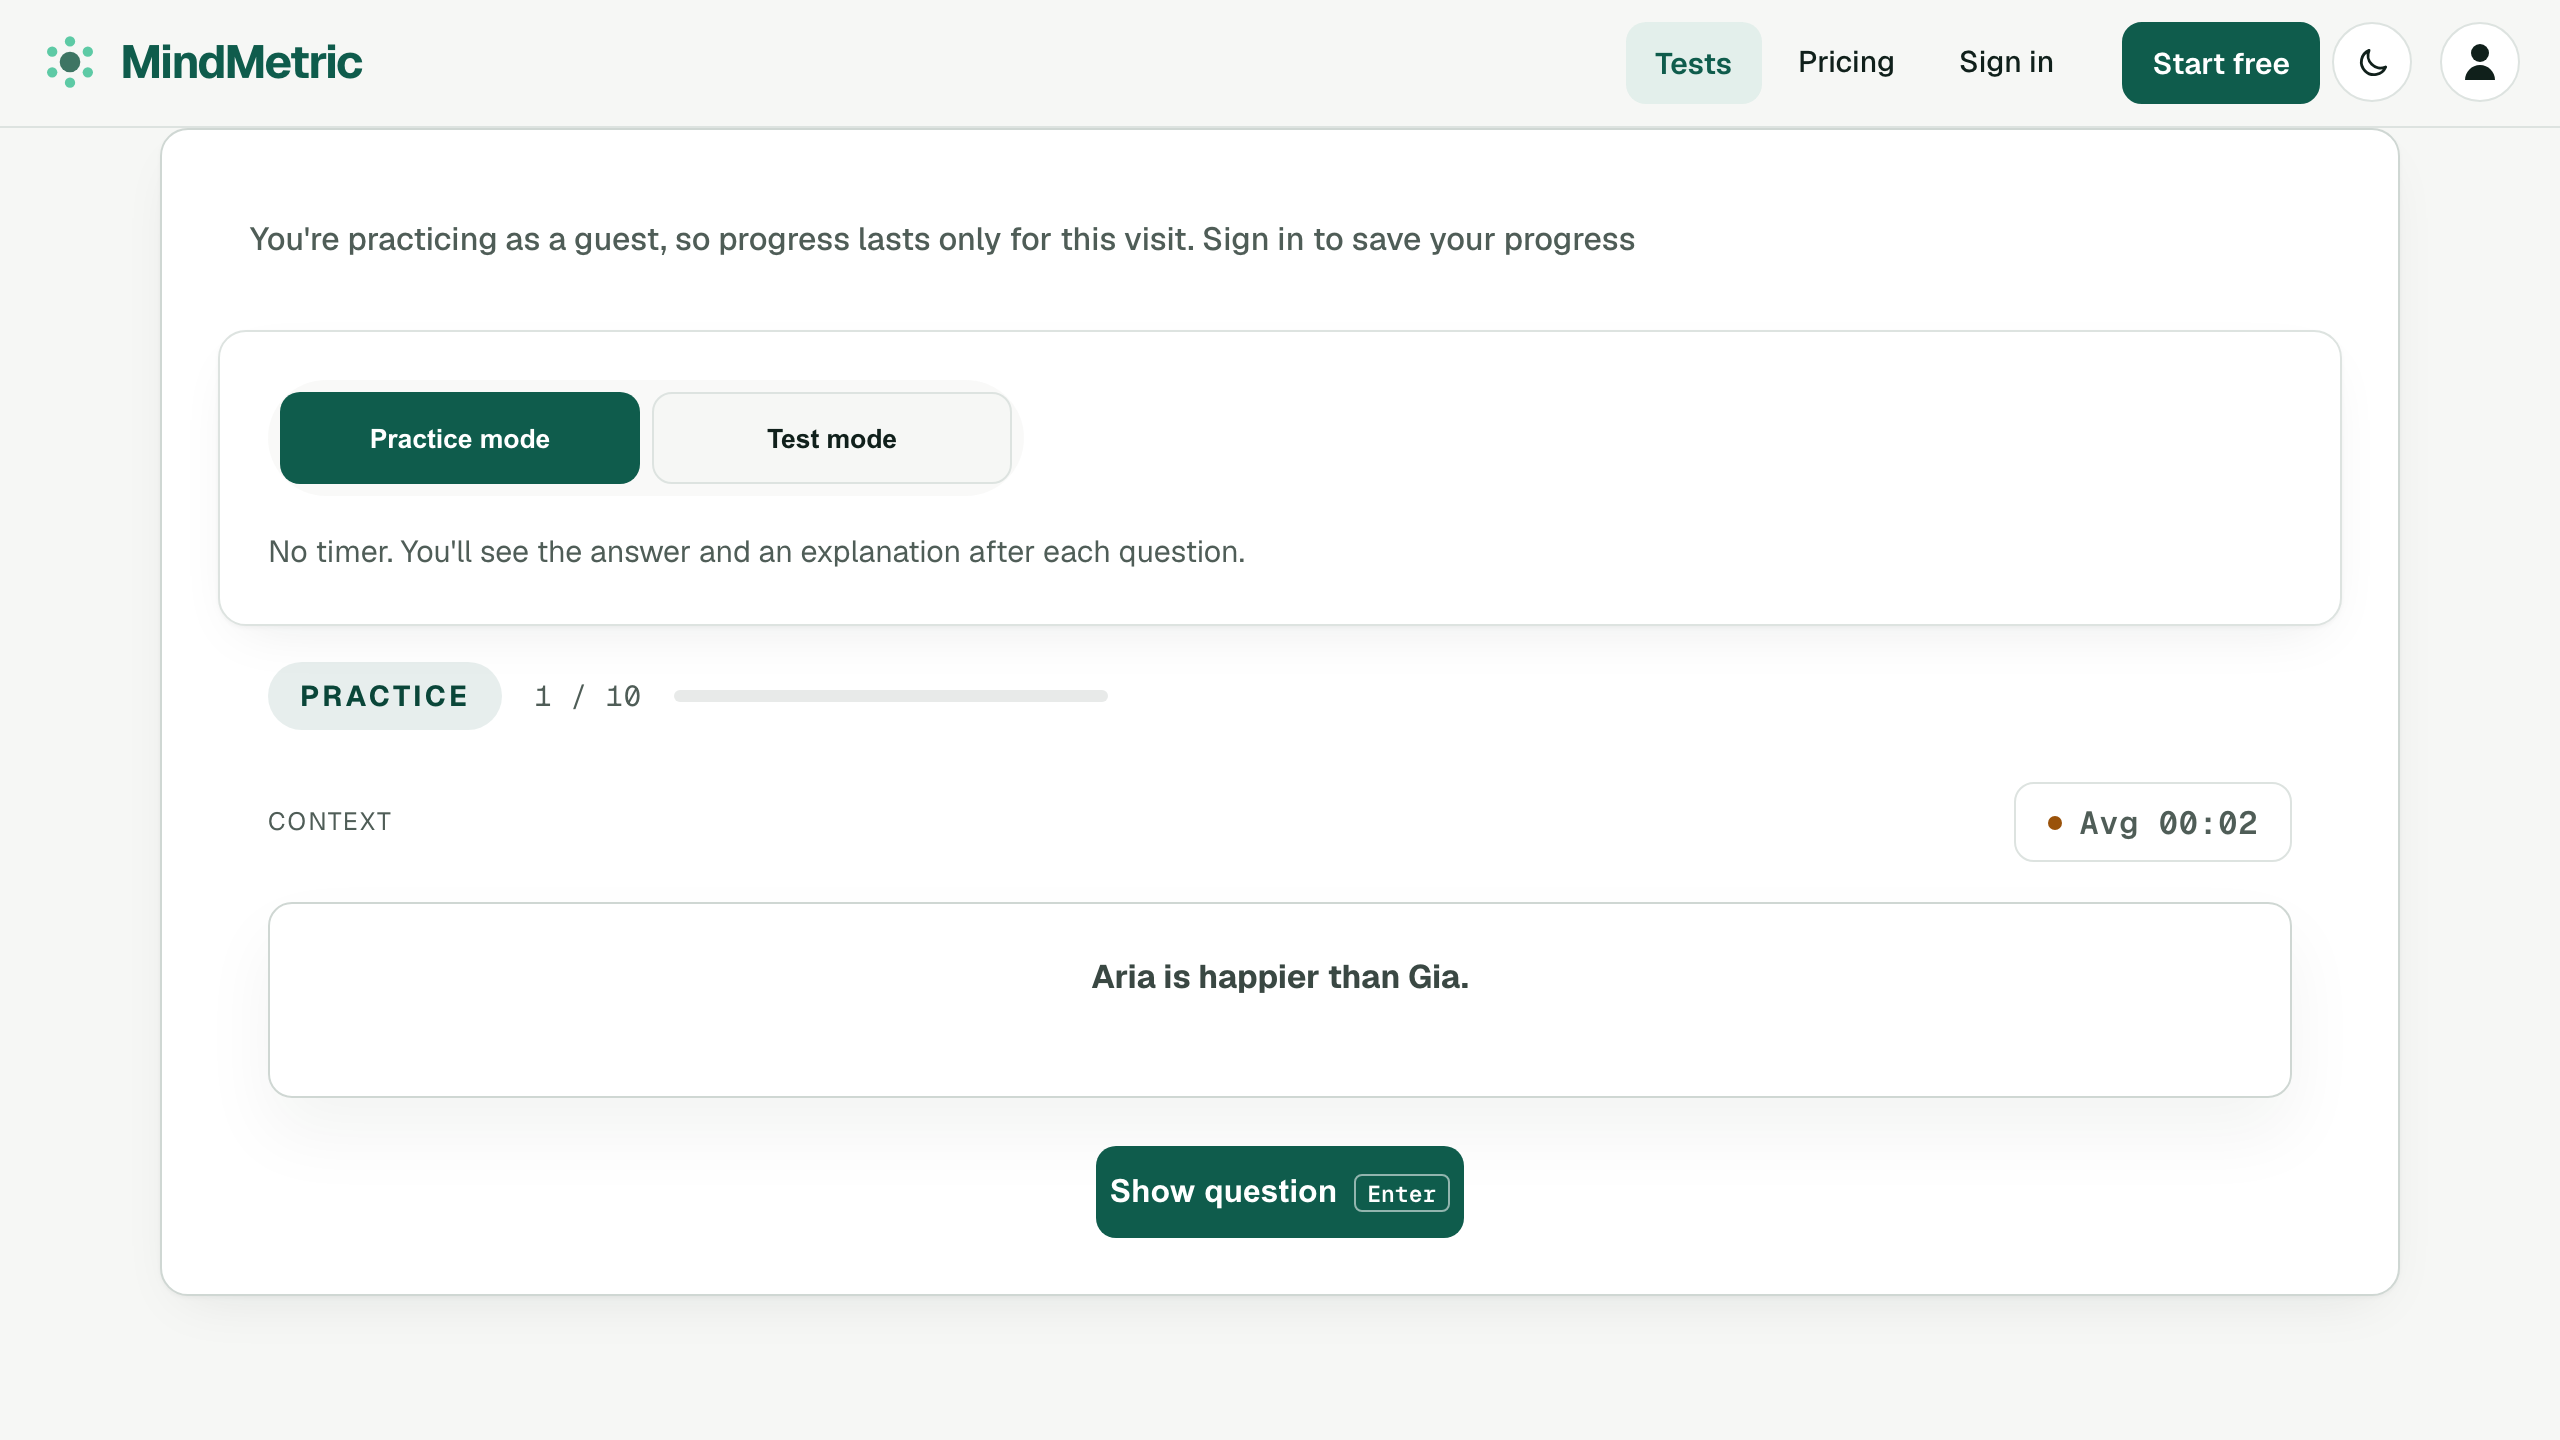 MindMetric
Tests
Pricing
Sign in
Start free
You're practicing as a guest, so progress lasts only for this visit. Sign in to save your progress
Practice mode
Test mode
No timer. You'll see the answer and an explanation after each question.
PRACTICE
1 / 10
CONTEXT
Avg 00:02
Aria is happier than Gia.
Show question Enter